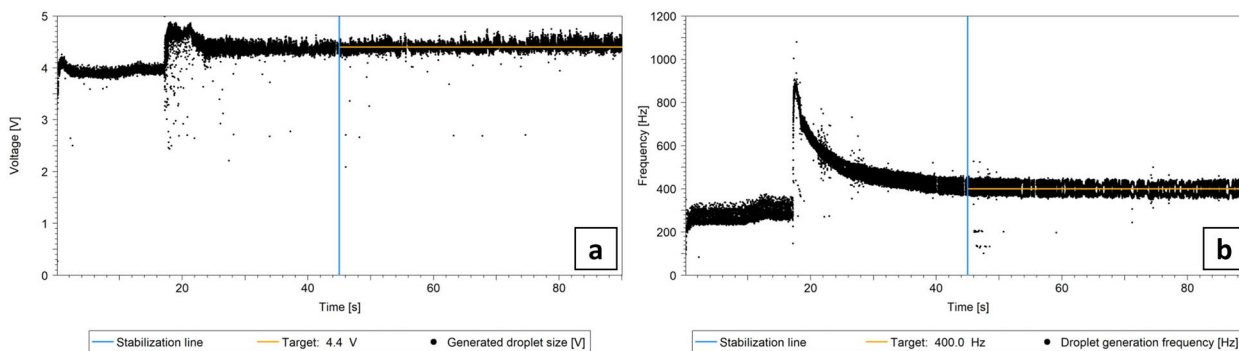 5
4
3
2
1
0
Voltage [V]
20
40
60
80
Time [s]
a
Stabilization line
Target: 4.4 V
Generated droplet size [V]
1200
1000
800
600
400
200
0
Frequency [Hz]
20
40
60
80
Time [s]
b
Stabilization line
Target: 400.0 Hz
Droplet generation frequency [Hz]